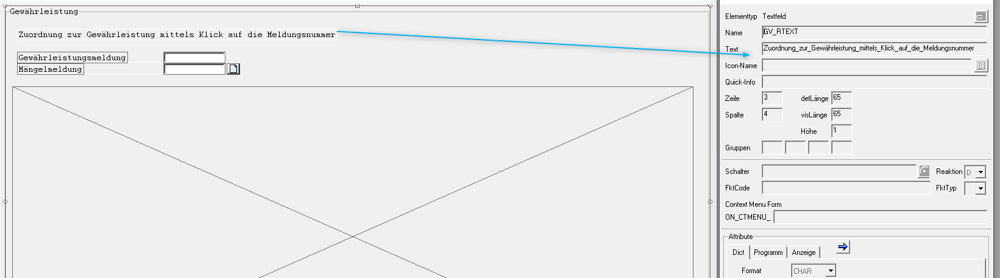 Gewährleistung
Zuordnung zur Gewährleistung mittels Klick auf die Meldungsnummer
Gewährleistungsmeldung
Mängelmeldung
Elementtyp Textfeld
Name GV_RTEXT
Text Zuordnung_zur_Gewährleistung_mittels_Klick_auf_die_Meldungsnummer
Icon-Name
Quick-Info
Zeile 3 defLänge 65
Spalte 4 visLänge 65
Höhe 1
Gruppen
Schalter Reaktion D
FktCode FktTyp
Context Menu Form
ON_CTMENU_
Attribute
Dict Programm Anzeige
Format CHAR